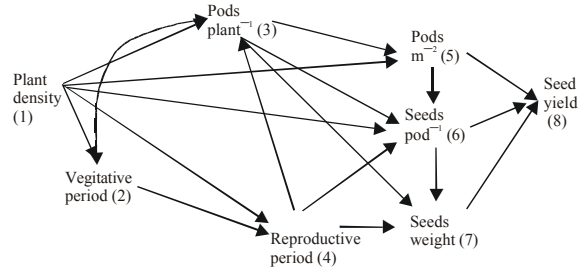 Pods
plant⁻¹ (3)
Pods
m⁻² (5)
Plant
density
(1)
Seed
yield
(8)
Seeds
pod⁻¹ (6)
Vegitative
period (2)
Reproductive
period (4)
Seeds
weight (7)